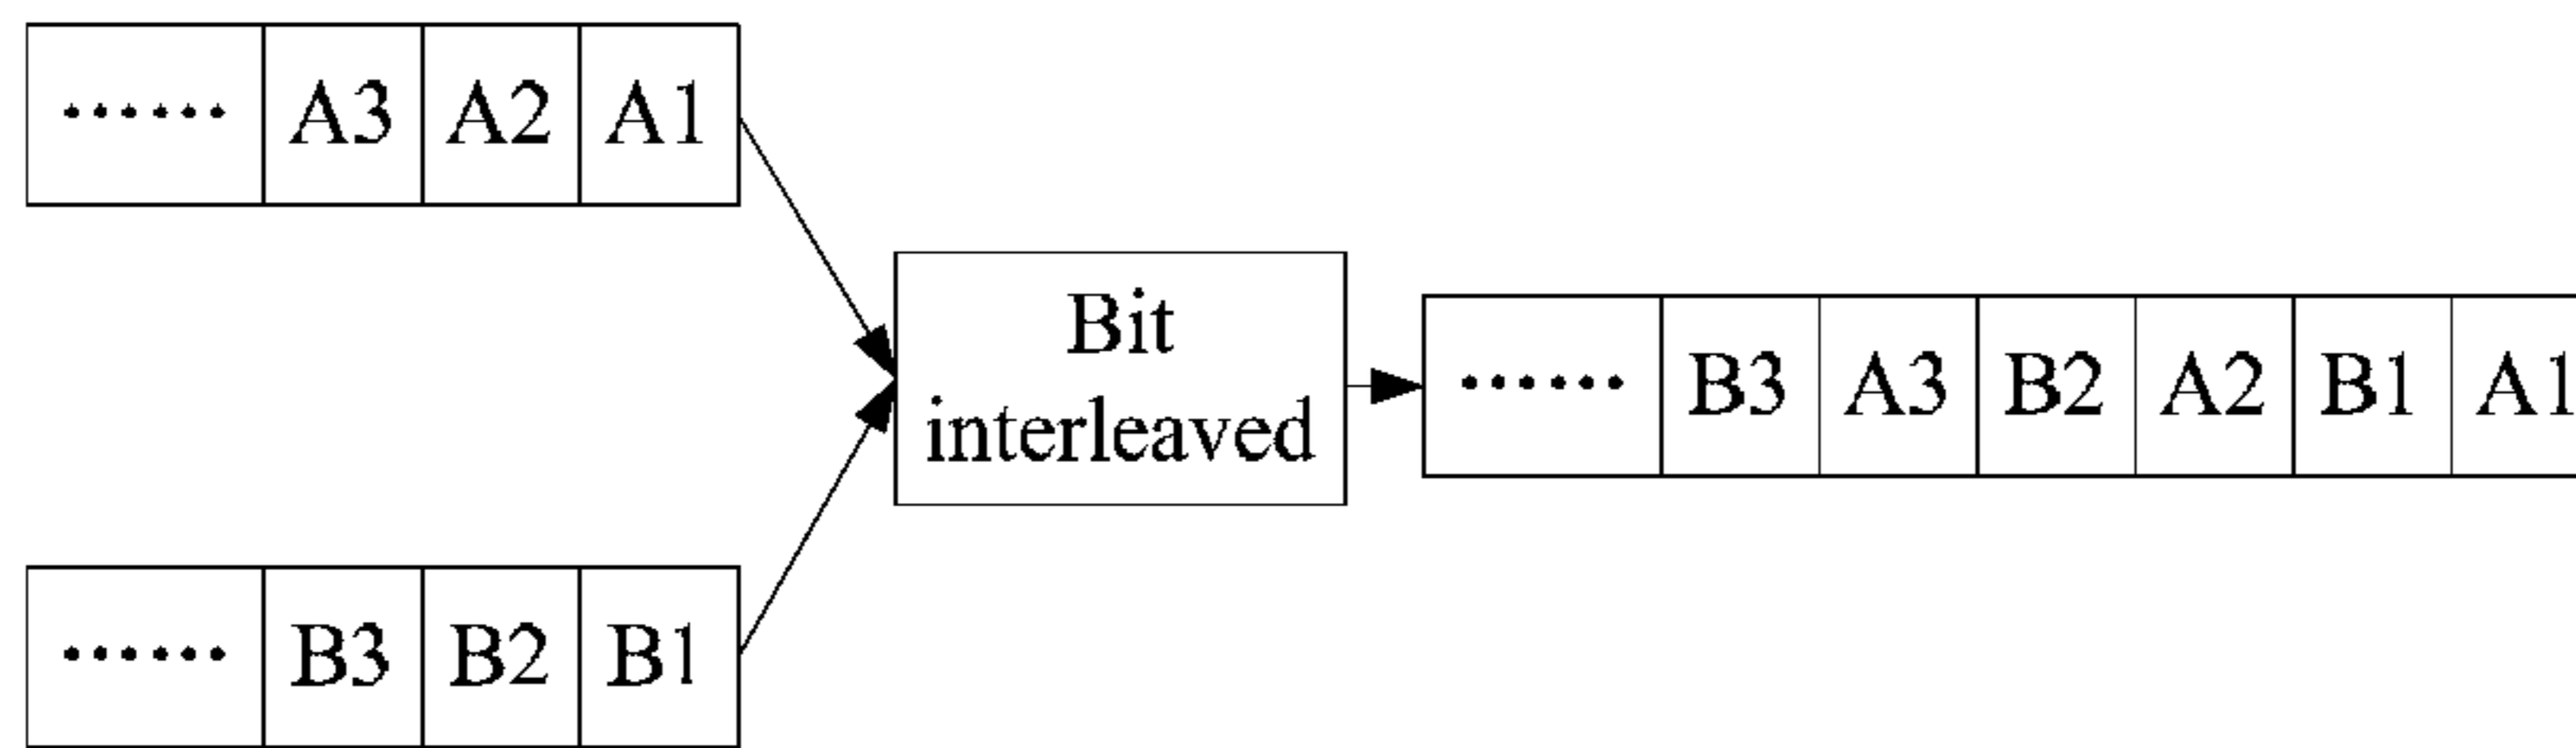 ...... A3 A2 A1
Bit
interleaved
...... B3 A3 B2 A2 B1 A1
...... B3 B2 B1